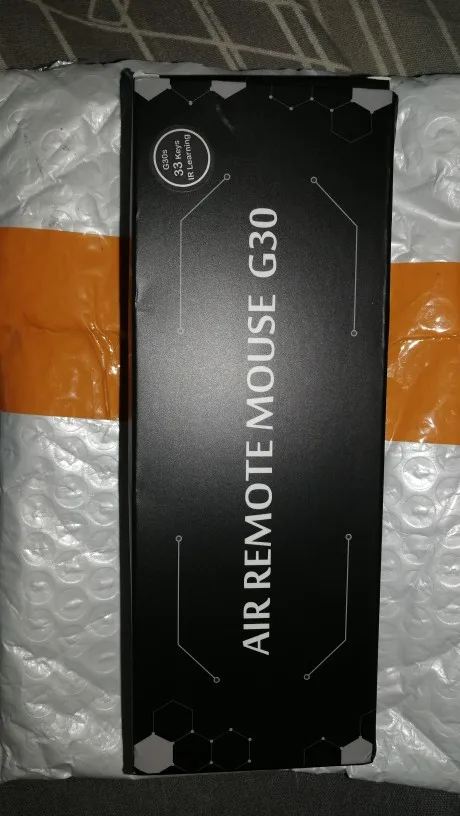 G30s
33 Keys
IR Learning
AIR REMOTE MOUSE G30